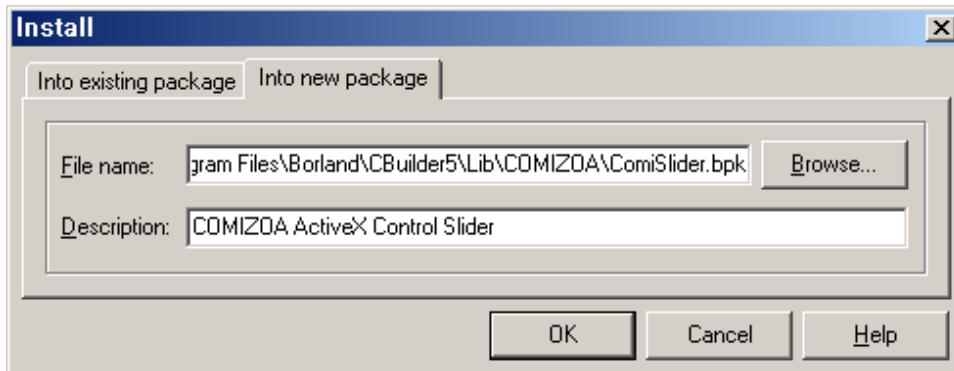 Install
Into existing package Into new package
File name: gram Files\Borland\CBuilder5\Lib\COMIZOA\ComiSlider.bpk Browse...
Description: COMIZOA ActiveX Control Slider
OK Cancel Help